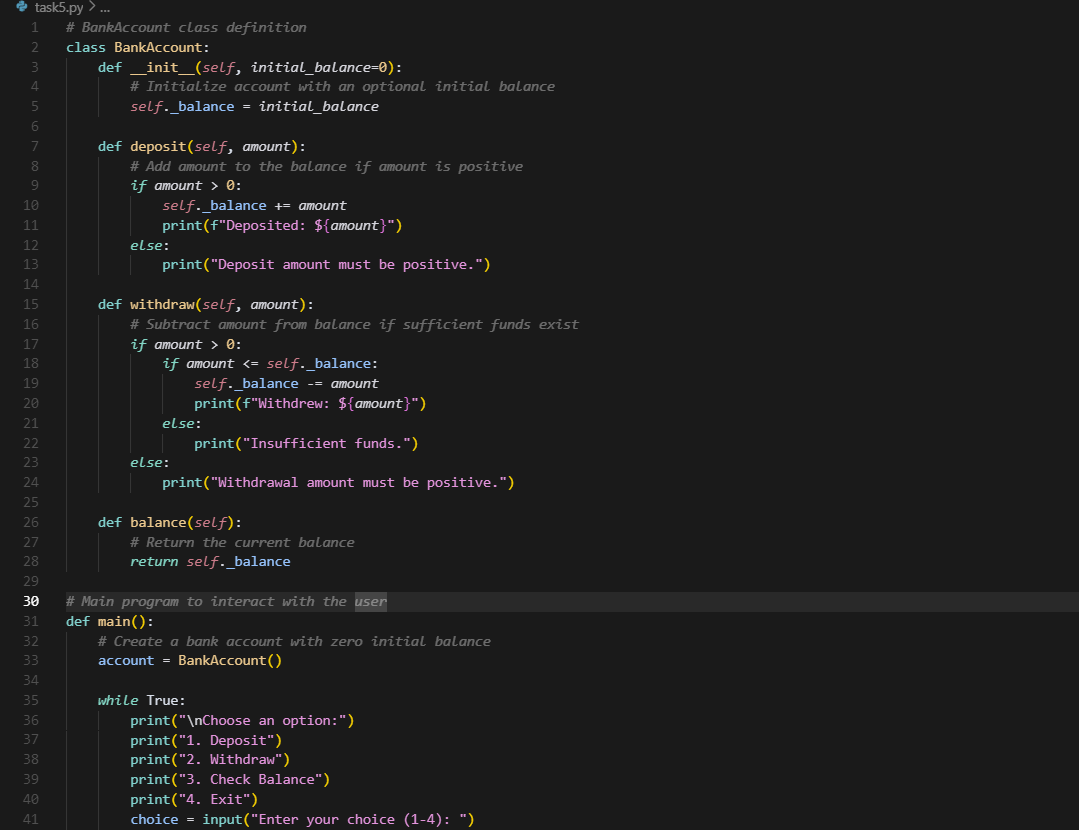 task5.py > ...
1 # BankAccount class definition
2 class BankAccount:
3     def __init__(self, initial_balance=0):
4         # Initialize account with an optional initial balance
5         self._balance = initial_balance
6
7     def deposit(self, amount):
8         # Add amount to the balance if amount is positive
9         if amount > 0:
10             self._balance += amount
11             print(f"Deposited: ${amount}")
12         else:
13             print("Deposit amount must be positive.")
14
15     def withdraw(self, amount):
16         # Subtract amount from balance if sufficient funds exist
17         if amount > 0:
18             if amount <= self._balance:
19                 self._balance -= amount
20                 print(f"Withdrew: ${amount}")
21             else:
22                 print("Insufficient funds.")
23         else:
24             print("Withdrawal amount must be positive.")
25
26     def balance(self):
27         # Return the current balance
28         return self._balance
29
30 # Main program to interact with the user
31 def main():
32     # Create a bank account with zero initial balance
33     account = BankAccount()
34
35     while True:
36         print("\nChoose an option:")
37         print("1. Deposit")
38         print("2. Withdraw")
39         print("3. Check Balance")
40         print("4. Exit")
41         choice = input("Enter your choice (1-4): ")